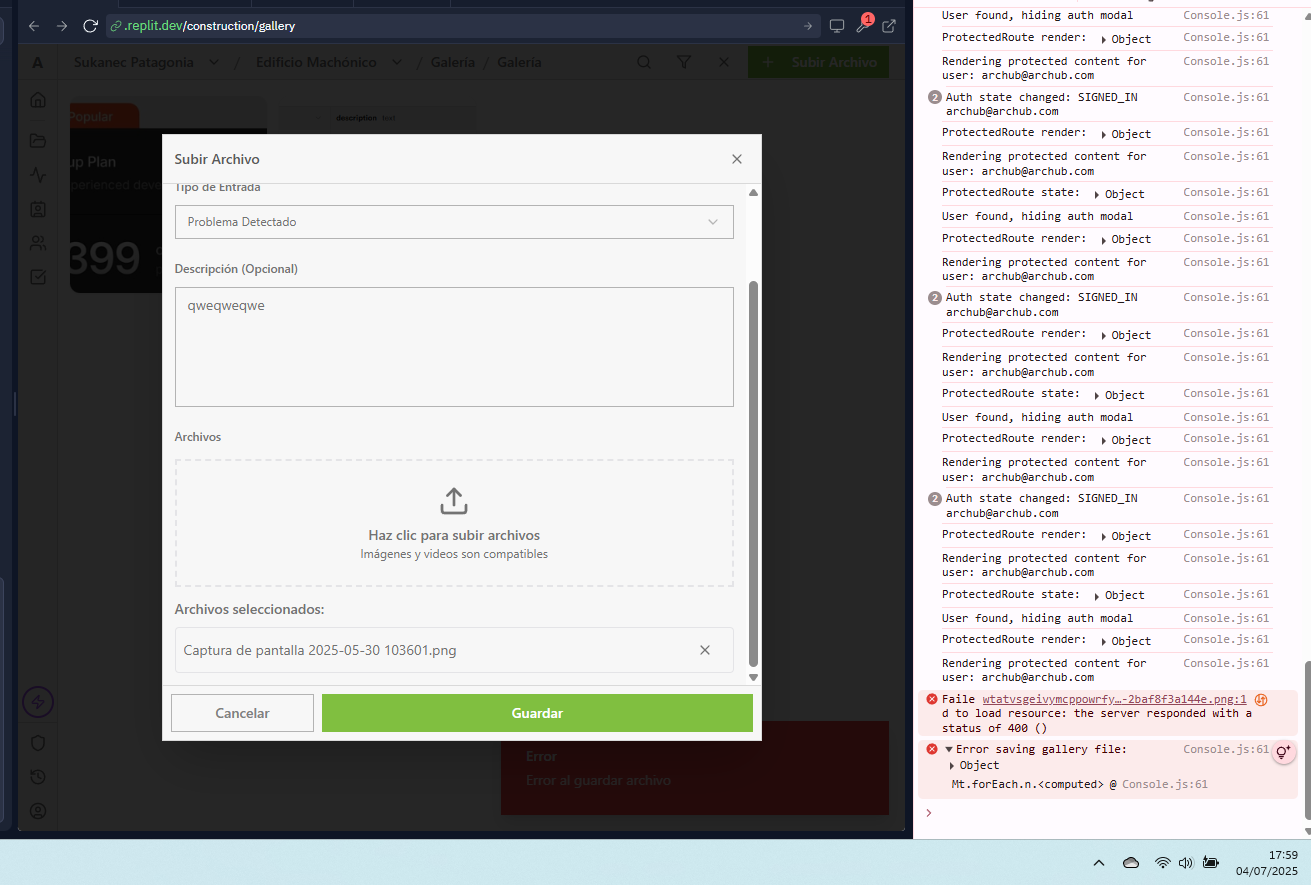 .replit.dev/construction/gallery
1
A
Sukanec Patagonia / Edificio Machónico / Galería / Galería
+ Subir Archivo
Popular
description
up Plan
399
Subir Archivo
Tipo de Entrada
Problema Detectado
Descripción (Opcional)
qweqweqwe
Archivos
Haz clic para subir archivos
Imágenes y videos son compatibles
Archivos seleccionados:
Captura de pantalla 2025-05-30 103601.png
Cancelar
Guardar
Error
Error al guardar archivo
User found, hiding auth modal Console.js:61
ProtectedRoute render: Object Console.js:61
Rendering protected content for Console.js:61
user: archub@archub.com
2 Auth state changed: SIGNED_IN Console.js:61
archub@archub.com
ProtectedRoute render: Object Console.js:61
Rendering protected content for Console.js:61
user: archub@archub.com
ProtectedRoute state: Object Console.js:61
User found, hiding auth modal Console.js:61
ProtectedRoute render: Object Console.js:61
Rendering protected content for Console.js:61
user: archub@archub.com
2 Auth state changed: SIGNED_IN Console.js:61
archub@archub.com
ProtectedRoute render: Object Console.js:61
Rendering protected content for Console.js:61
user: archub@archub.com
ProtectedRoute state: Object Console.js:61
User found, hiding auth modal Console.js:61
ProtectedRoute render: Object Console.js:61
Rendering protected content for Console.js:61
user: archub@archub.com
2 Auth state changed: SIGNED_IN Console.js:61
archub@archub.com
ProtectedRoute render: Object Console.js:61
Rendering protected content for Console.js:61
user: archub@archub.com
ProtectedRoute state: Object Console.js:61
User found, hiding auth modal Console.js:61
ProtectedRoute render: Object Console.js:61
Rendering protected content for Console.js:61
user: archub@archub.com
Faile wtatvsgeivymcppowrfy…-2baf8f3a144e.png:1
d to load resource: the server responded with a
status of 400 ()
Error saving gallery file: Console.js:61
Object
Mt.forEach.n.<computed> @ Console.js:61
17:59
04/07/2025